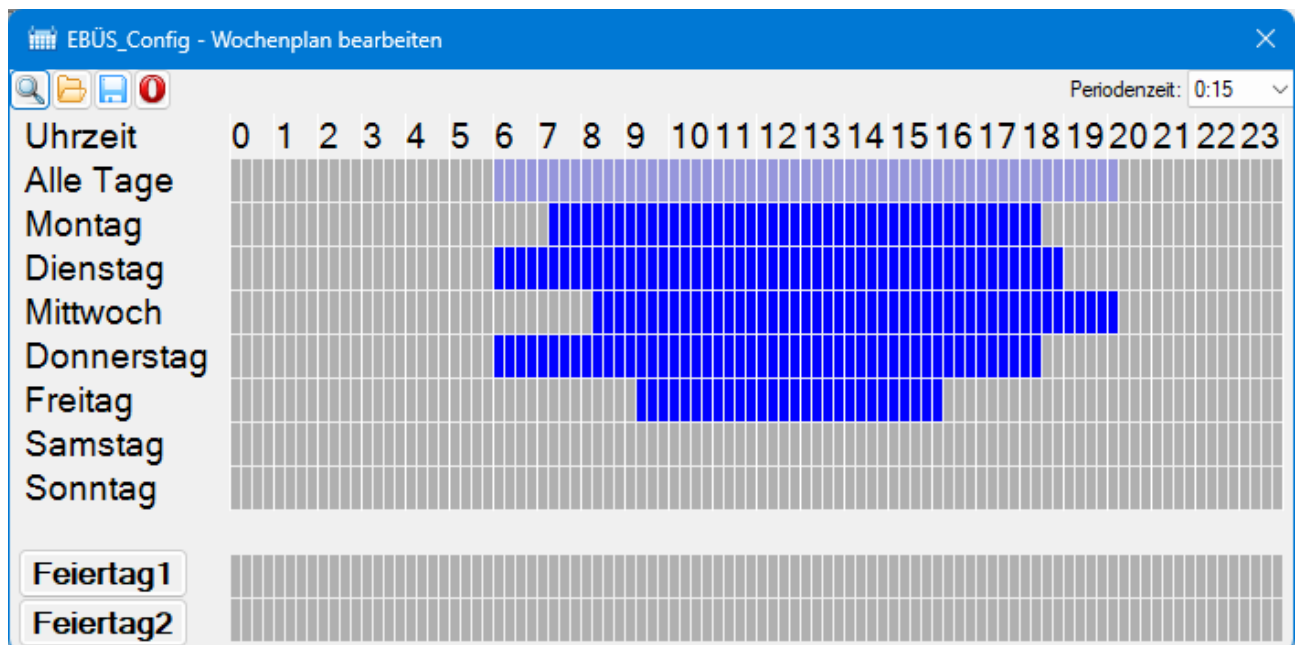 EBÜS_Config - Wochenplan bearbeiten
Periodenzeit: 0:15
Uhrzeit 0 1 2 3 4 5 6 7 8 9 10 11 12 13 14 15 16 17 18 19 20 21 22 23
Alle Tage
Montag
Dienstag
Mittwoch
Donnerstag
Freitag
Samstag
Sonntag
Feiertag1
Feiertag2